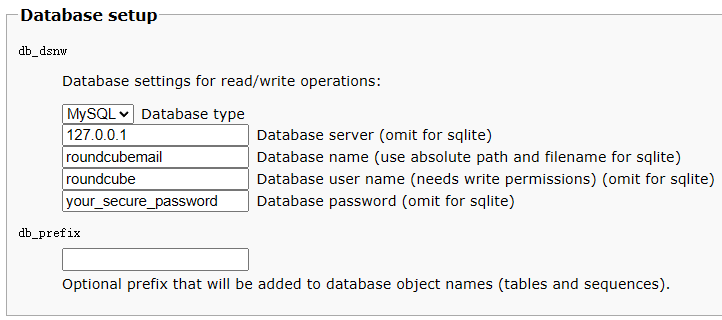 Database setup
db_dsnw
Database settings for read/write operations:
MySQL Database type
127.0.0.1 Database server (omit for sqlite)
roundcubemail Database name (use absolute path and filename for sqlite)
roundcube Database user name (needs write permissions) (omit for sqlite)
your_secure_password Database password (omit for sqlite)
db_prefix
Optional prefix that will be added to database object names (tables and sequences).